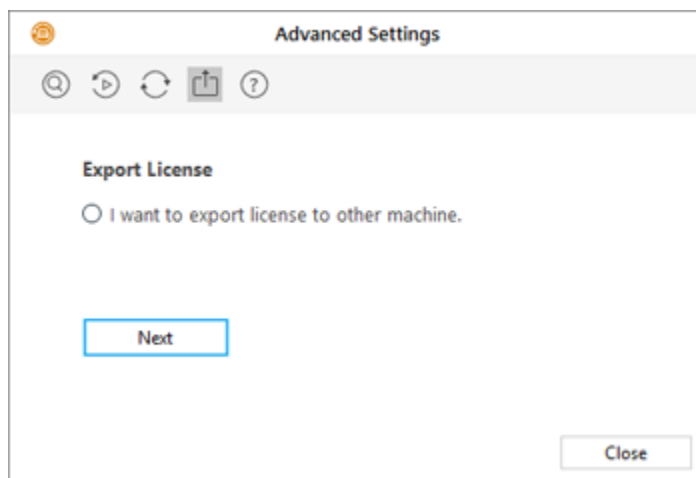 Advanced Settings
Export License
I want to export license to other machine.
Next
Close